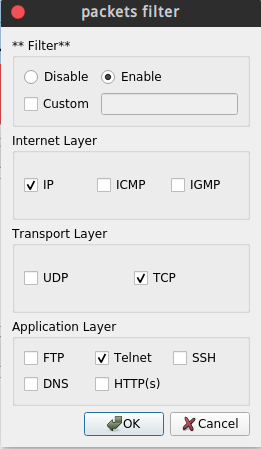 packets filter
** Filter**
Disable Enable
Custom
Internet Layer
IP ICMP IGMP
Transport Layer
UDP TCP
Application Layer
FTP Telnet SSH
DNS HTTP(s)
OK Cancel